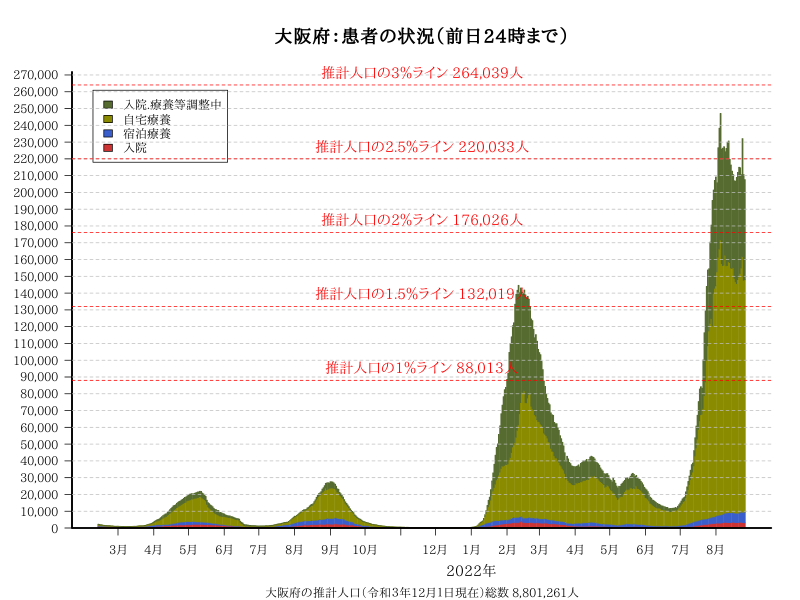 大阪府:患者の状況(前日24時まで)
270,000
260,000
250,000
240,000
230,000
220,000
210,000
200,000
190,000
180,000
170,000
160,000
150,000
140,000
130,000
120,000
110,000
100,000
90,000
80,000
70,000
60,000
50,000
40,000
30,000
20,000
10,000
0
推計人口の3%ライン 264,039人
入院,療養等調整中
自宅療養
宿泊療養
入院
推計人口の2.5%ライン 220,033人
推計人口の2%ライン 176,026人
推計人口の1.5%ライン 132,019人
推計人口の1%ライン 88,013人
3月 4月 5月 6月 7月 8月 9月 10月 12月 1月 2月 3月 4月 5月 6月 7月 8月
2022年
大阪府の推計人口(令和3年12月1日現在)総数 8,801,261人